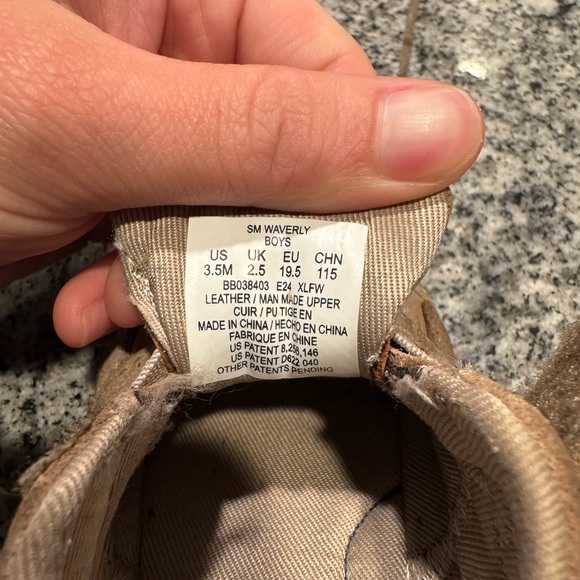 SM WAVERLY
BOYS
US UK EU CHN
3.5M 2.5 19.5 115
BB038403 E24 XLFW
LEATHER / MAN MADE UPPER
CUIR / PU TIGE EN
MADE IN CHINA / HECHO EN CHINA
FABRIQUE EN CHINE
US PATENT 8,256,146
US PATENT D622,040
OTHER PATENTS PENDING